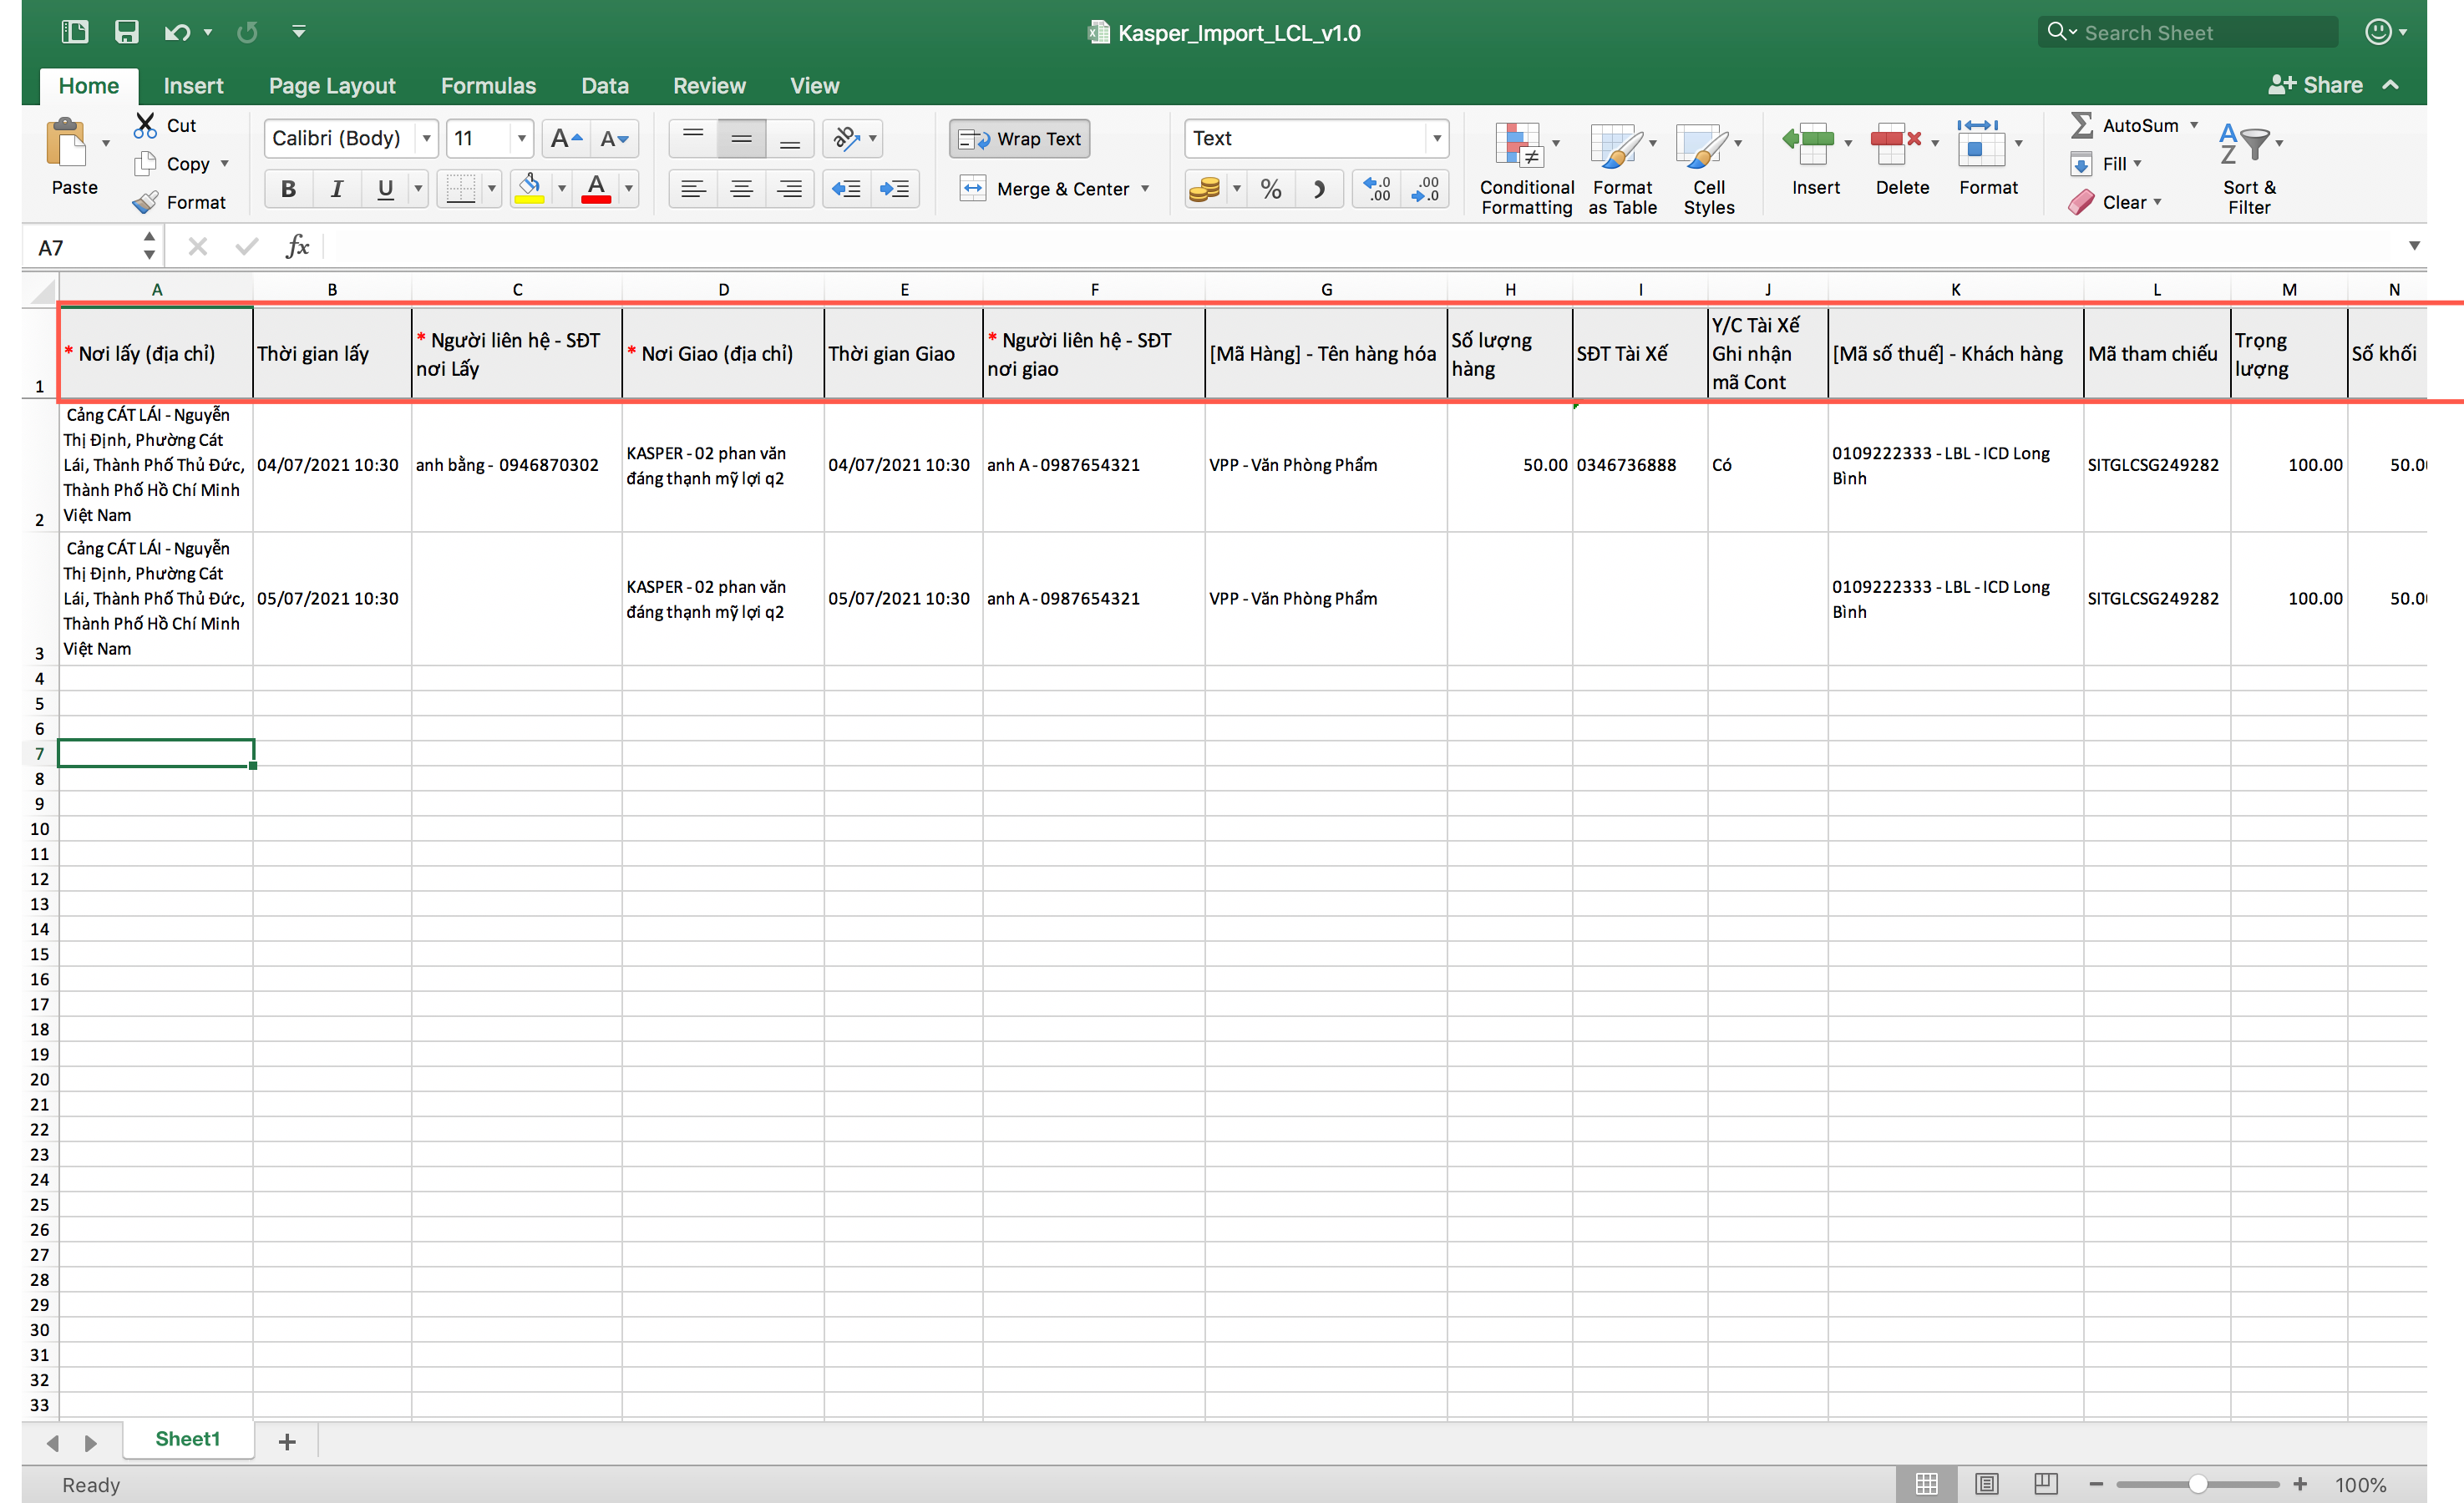 Kasper_Import_LCL_v1.0
Search Sheet
Home Insert Page Layout Formulas Data Review View
Share
Paste
Cut
Copy
Format
Calibri (Body) 11
A A
B I U A
Wrap Text
Merge & Center
Text
% .0 .00 .00 .0
Conditional Formatting
Format as Table
Cell Styles
Insert
Delete
Format
AutoSum
Fill
Clear
A Z
Sort & Filter
A7
fx
A B C D E F G H I J K L M N
1
* Nơi lấy (địa chỉ)
Thời gian lấy
* Người liên hệ - SĐT
nơi Lấy
* Nơi Giao (địa chỉ)
Thời gian Giao
* Người liên hệ - SĐT
nơi giao
[Mã Hàng] - Tên hàng hóa
Số lượng
hàng
SĐT Tài Xế
Y/C Tài Xế
Ghi nhận
mã Cont
[Mã số thuế] - Khách hàng
Mã tham chiếu
Trọng
lượng
Số khối
2
Cảng CÁT LÁI - Nguyễn
Thị Định, Phường Cát
Lái, Thành Phố Thủ Đức,
Thành Phố Hồ Chí Minh
Việt Nam
04/07/2021 10:30
anh bằng - 0946870302
KASPER - 02 phan văn
đáng thạnh mỹ lợi q2
04/07/2021 10:30
anh A - 0987654321
VPP - Văn Phòng Phẩm
50.00
0346736888
Có
0109222333 - LBL - ICD Long
Bình
SITGLCSG249282
100.00
50.0
3
Cảng CÁT LÁI - Nguyễn
Thị Định, Phường Cát
Lái, Thành Phố Thủ Đức,
Thành Phố Hồ Chí Minh
Việt Nam
05/07/2021 10:30
KASPER - 02 phan văn
đáng thạnh mỹ lợi q2
05/07/2021 10:30
anh A - 0987654321
VPP - Văn Phòng Phẩm
0109222333 - LBL - ICD Long
Bình
SITGLCSG249282
100.00
50.0
4
5
6
7
8
9
10
11
12
13
14
15
16
17
18
19
20
21
22
23
24
25
26
27
28
29
30
31
32
33
Sheet1 +
Ready
100%